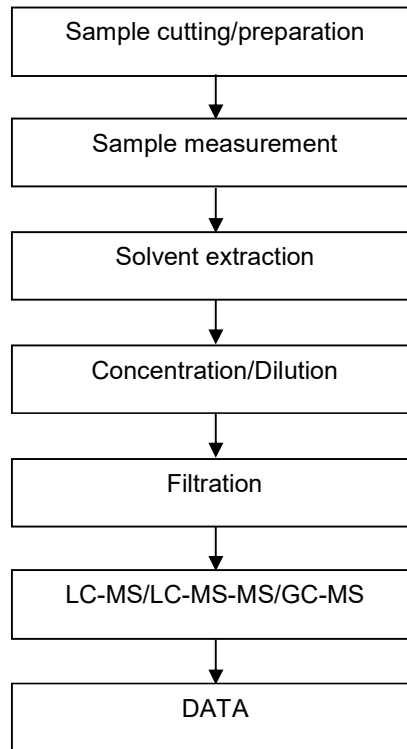 Sample cutting/preparation
Sample measurement
Solvent extraction
Concentration/Dilution
Filtration
LC-MS/LC-MS-MS/GC-MS
DATA